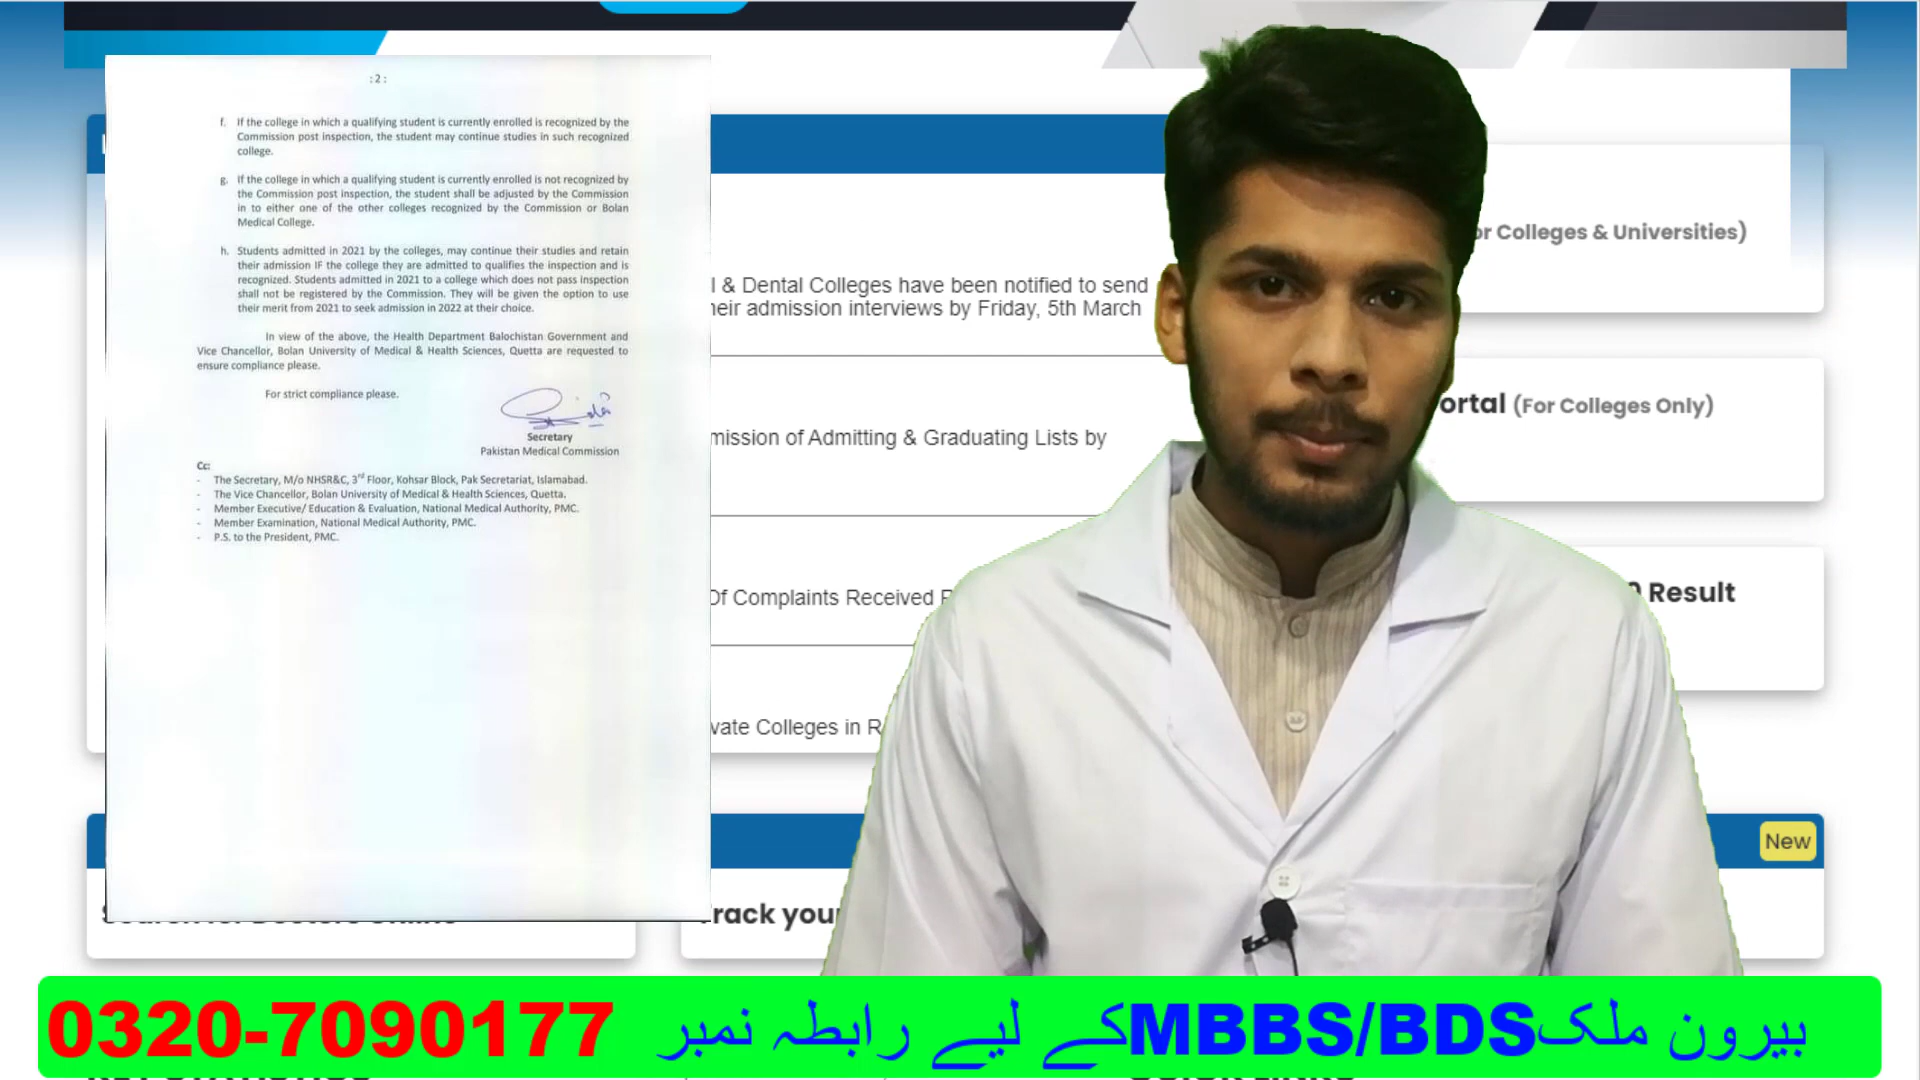 : 2 :
f. If the college in which a qualifying student is currently enrolled is recognized by the
Commission post inspection, the student may continue studies in such recognized
college.
g. If the college in which a qualifying student is currently enrolled is not recognized by
the Commission post inspection, the student shall be adjusted by the Commission
in to either one of the other colleges recognized by the Commission or Bolan
Medical College.
h. Students admitted in 2021 by the colleges, may continue their studies and retain
their admission IF the college they are admitted to qualifies the inspection and is
recognized. Students admitted in 2021 to a college which does not pass inspection
shall not be registered by the Commission. They will be given the option to use
their merit from 2021 to seek admission in 2022 at their choice.
In view of the above, the Health Department Balochistan Government and
Vice Chancellor, Bolan University of Medical & Health Sciences, Quetta are requested to
ensure compliance please.
For strict compliance please.
Secretary
Pakistan Medical Commission
Cc:
- The Secretary, M/o NHSR&C, 3rd Floor, Kohsar Block, Pak Secretariat, Islamabad.
- The Vice Chancellor, Bolan University of Medical & Health Sciences, Quetta.
- Member Executive/ Education & Evaluation, National Medical Authority, PMC.
- Member Examination, National Medical Authority, PMC.
- P.S. to the President, PMC.
& Dental Colleges have been notified to send
admission interviews by Friday, 5th March
of Admitting & Graduating Lists by
Of Complaints Received
Colleges in
Colleges & Universities)
(For Colleges Only)
Result
New
your
بیرون ملک MBBS/BDS کے لیے رابطہ نمبر 0320-7090177